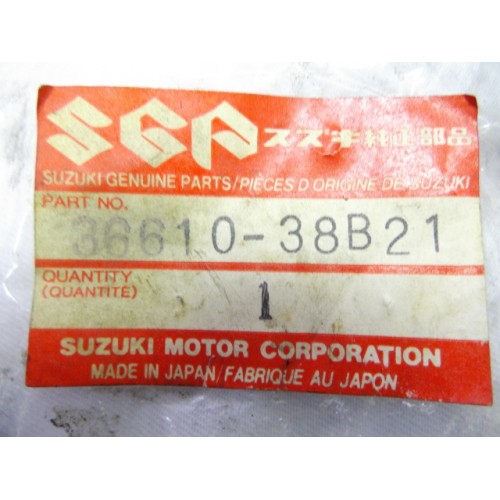 SGP スズキ純正部品
SUZUKI GENUINE PARTS/PIÈCES D'ORIGINE DE SUZUKI
PART NO.
36610-38B21
QUANTITY
(QUANTITÉ)
1
SUZUKI MOTOR CORPORATION
MADE IN JAPAN/FABRIQUE AU JAPON